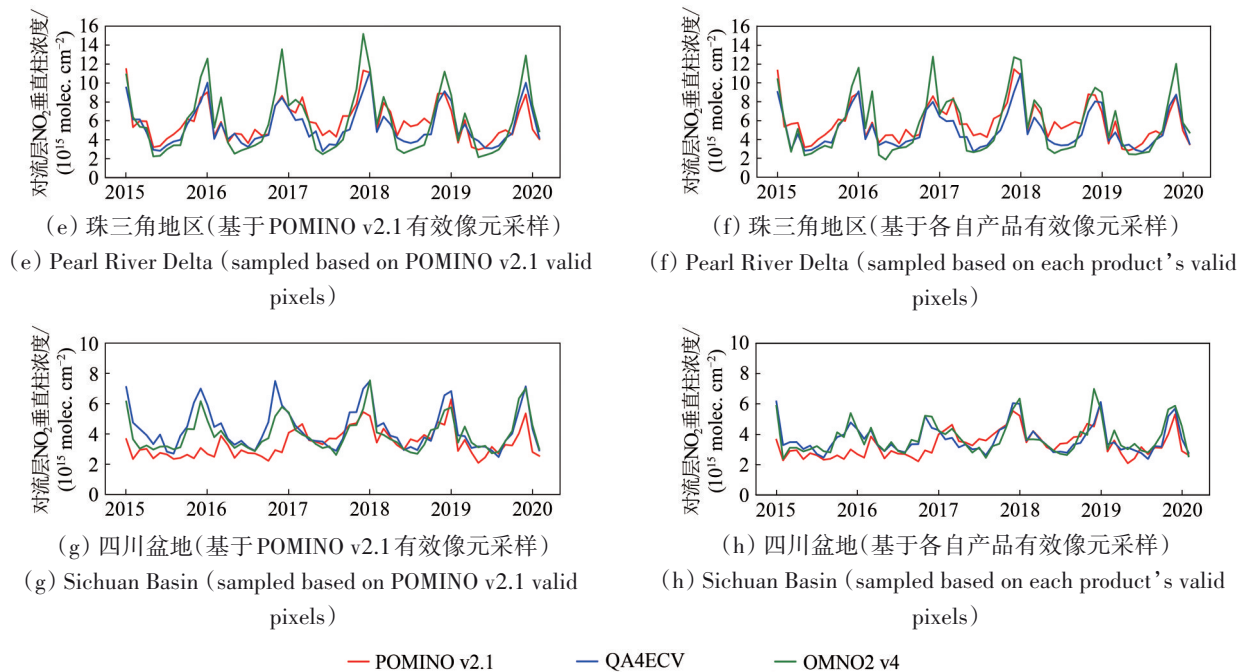 对流层NO₂垂直柱浓度/
(10¹⁵ molec. cm⁻²)
16
14
12
10
8
6
4
2
0
2015 2016 2017 2018 2019 2020
(e) 珠三角地区(基于POMINO v2.1有效像元采样)
(e) Pearl River Delta (sampled based on POMINO v2.1 valid
pixels)
对流层NO₂垂直柱浓度/
(10¹⁵ molec. cm⁻²)
16
14
12
10
8
6
4
2
0
2015 2016 2017 2018 2019 2020
(f) 珠三角地区(基于各自产品有效像元采样)
(f) Pearl River Delta (sampled based on each product’s valid
pixels)
对流层NO₂垂直柱浓度/
(10¹⁵ molec. cm⁻²)
10
8
6
4
2
0
2015 2016 2017 2018 2019 2020
(g) 四川盆地(基于POMINO v2.1有效像元采样)
(g) Sichuan Basin (sampled based on POMINO v2.1 valid
pixels)
对流层NO₂垂直柱浓度/
(10¹⁵ molec. cm⁻²)
10
8
6
4
2
0
2015 2016 2017 2018 2019 2020
(h) 四川盆地(基于各自产品有效像元采样)
(h) Sichuan Basin (sampled based on each product’s valid
pixels)
POMINO v2.1 QA4ECV OMNO2 v4